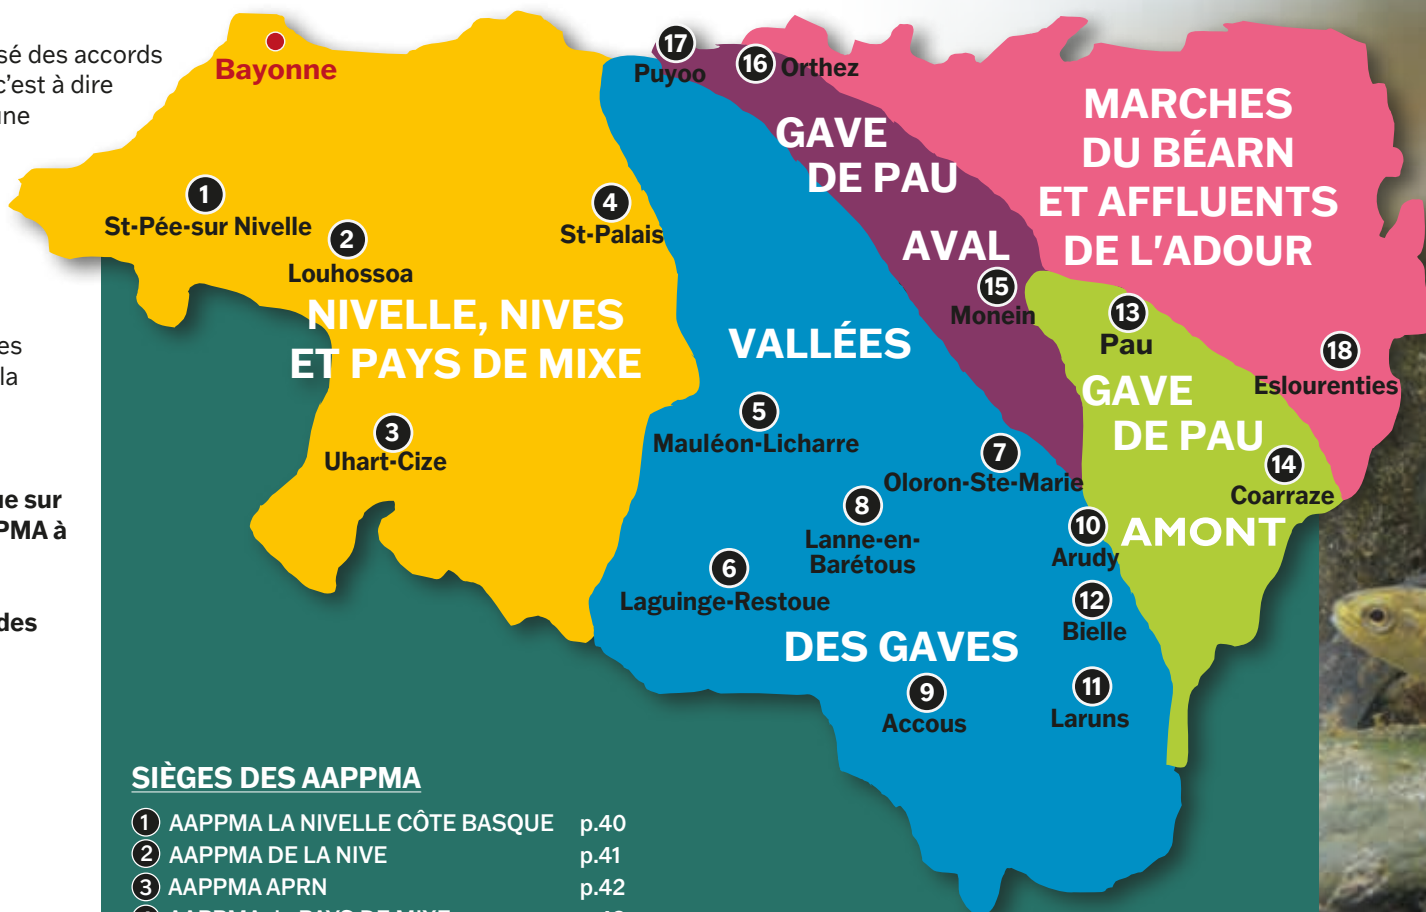 sé des accords
c’est à dire
une
es
la
ue sur
PMA à
des
Bayonne
17
Puyoo
16 Orthez
MARCHES
DU BÉARN
ET AFFLUENTS
DE L'ADOUR
GAVE
DE PAU
AVAL
1
St-Pée-sur Nivelle
2
Louhossoa
4
St-Palais
NIVELLE, NIVES
ET PAYS DE MIXE
3
Uhart-Cize
VALLÉES
15
Monein
13
Pau
18
Eslourenties
GAVE
DE PAU
AMONT
14
Coarraze
5
Mauléon-Licharre
7
Oloron-Ste-Marie
8
Lanne-en-
Barétous
10
Arudy
6
Laguinge-Restoue
12
Bielle
DES GAVES
9
Accous
11
Laruns
SIÈGES DES AAPPMA
1 AAPPMA LA NIVELLE CÔTE BASQUE p.40
2 AAPPMA DE LA NIVE p.41
3 AAPPMA APRN p.42